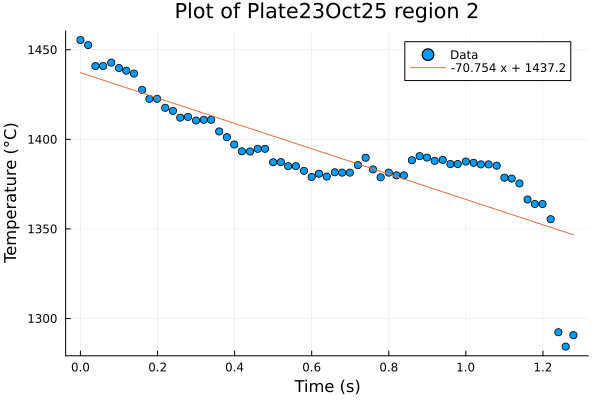 Plot of Plate23Oct25 region 2
Temperature (°C)
1450
1400
1350
1300
Data
-70.754 x + 1437.2
0.0 0.2 0.4 0.6 0.8 1.0 1.2
Time (s)